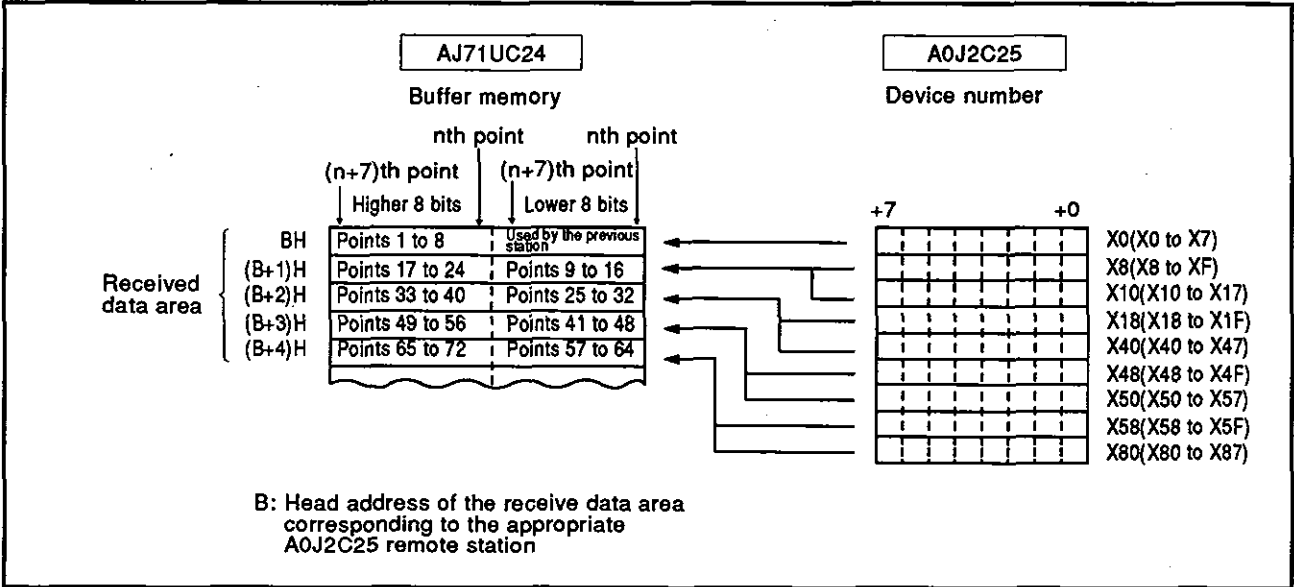 AJ71UC24 A0J2C25
Buffer memory Device number
nth point nth point
(n+7)th point (n+7)th point
Higher 8 bits Lower 8 bits
+7 +0
BH Points 1 to 8 Used by the previous station X0(X0 to X7)
(B+1)H Points 17 to 24 Points 9 to 16 X8(X8 to XF)
Received data area
(B+2)H Points 33 to 40 Points 25 to 32 X10(X10 to X17)
(B+3)H Points 49 to 56 Points 41 to 48 X18(X18 to X1F)
(B+4)H Points 65 to 72 Points 57 to 64 X40(X40 to X47)
X48(X48 to X4F)
X50(X50 to X57)
X58(X58 to X5F)
X80(X80 to X87)
B: Head address of the receive data area
corresponding to the appropriate
A0J2C25 remote station